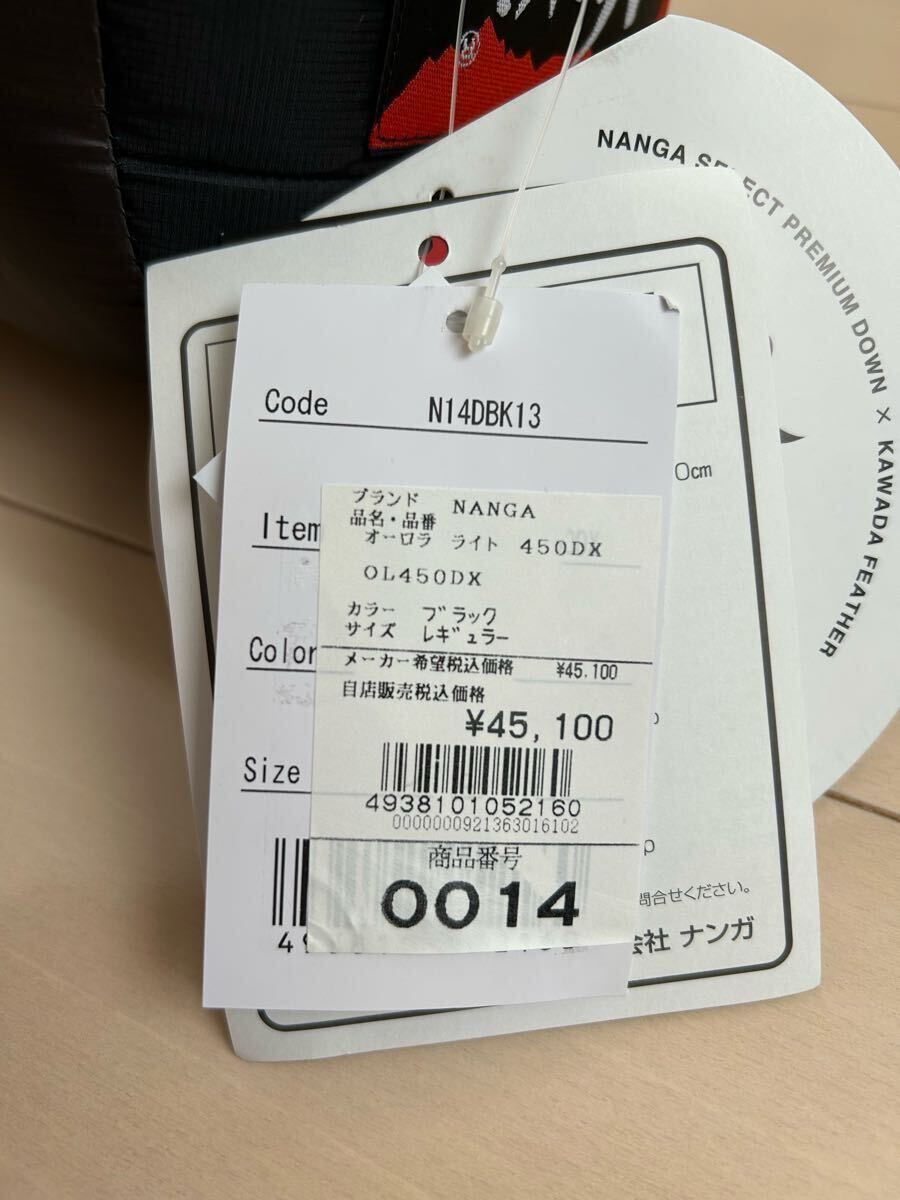 NANGA SELECT PREMIUM DOWN × KAWADA FEATHER
Code N14DBK13
0cm
Item
ブランド NANGA
品名・品番
オーロラ ライト 450DX
OL450DX
カラー ブラック
サイズ レギュラー
Color
メーカー希望税込価格 ¥45,100
自店販売税込価格
¥45,100
Size
4938101052160
0000000921363016102
商品番号
0014
p
p
問合せください。
会社 ナンガ
49